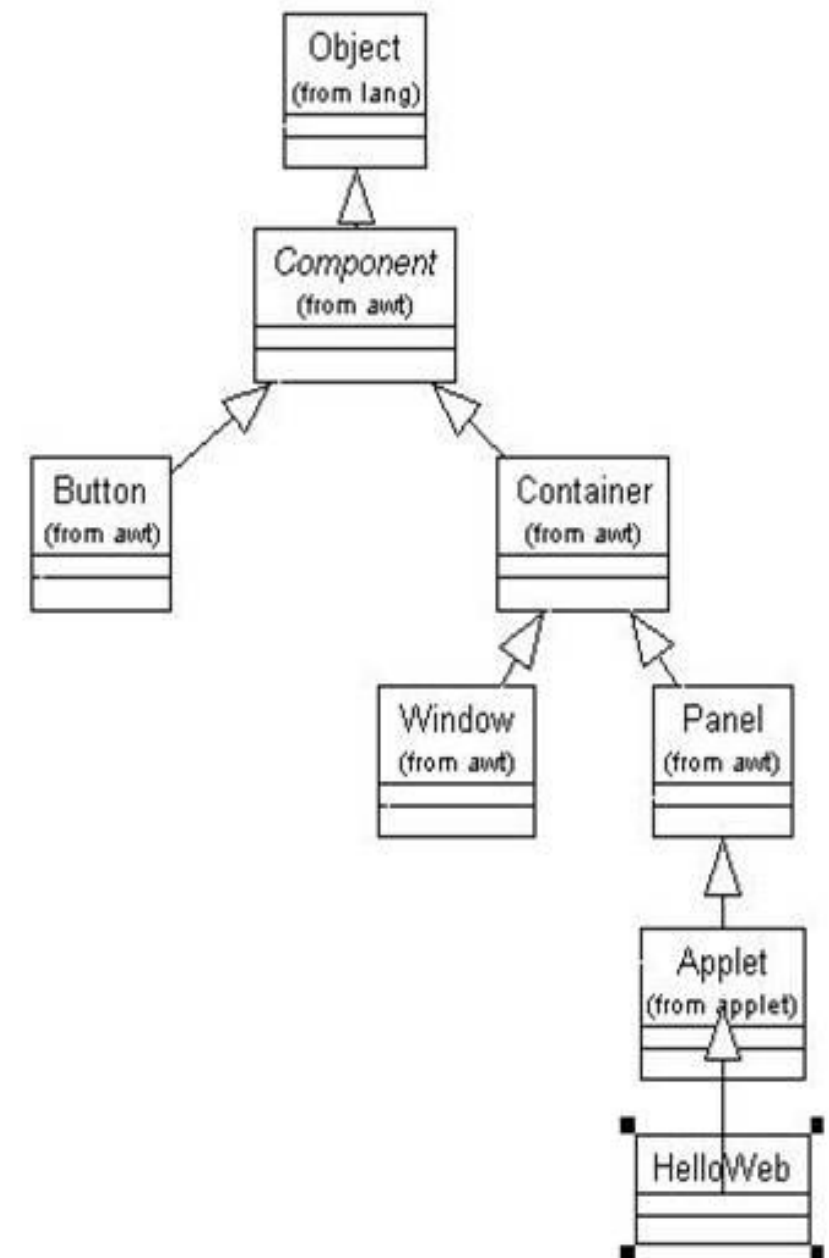 Object
(from lang)
Component
(from awt)
Button
(from awt)
Container
(from awt)
Window
(from awt)
Panel
(from awt)
Applet
(from applet)
HelloWeb